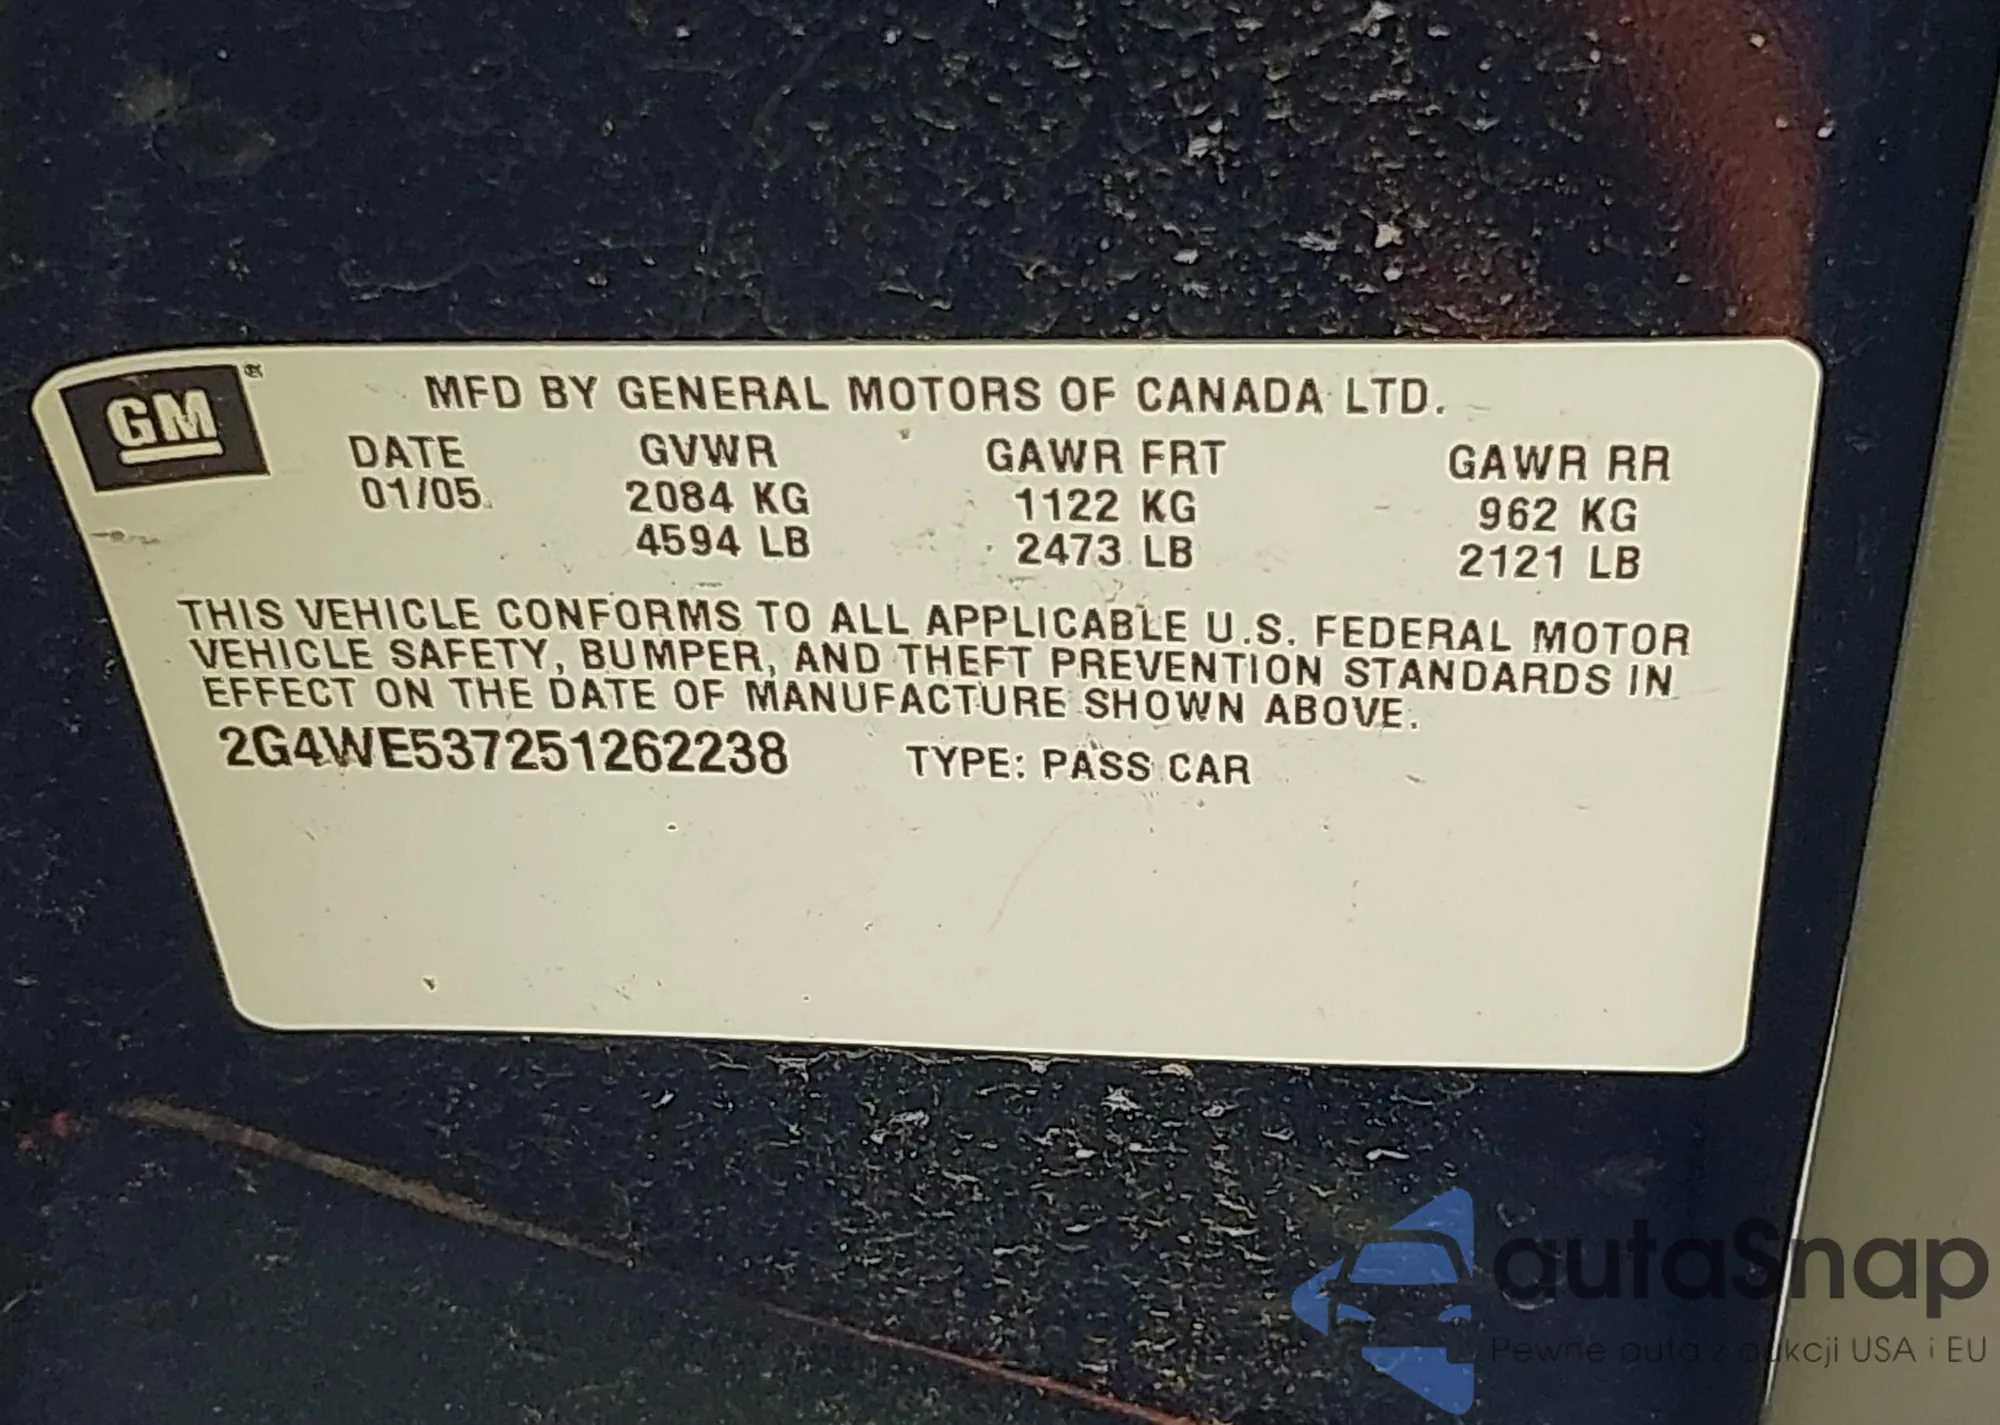 GM®
MFD BY GENERAL MOTORS OF CANADA LTD.
DATE GVWR GAWR FRT GAWR RR
01/05 2084 KG 1122 KG 962 KG
4594 LB 2473 LB 2121 LB
THIS VEHICLE CONFORMS TO ALL APPLICABLE U.S. FEDERAL MOTOR
VEHICLE SAFETY, BUMPER, AND THEFT PREVENTION STANDARDS IN
EFFECT ON THE DATE OF MANUFACTURE SHOWN ABOVE.
2G4WE537251262238 TYPE: PASS CAR
autaSnap
Pewne auta z aukcji USA i EU